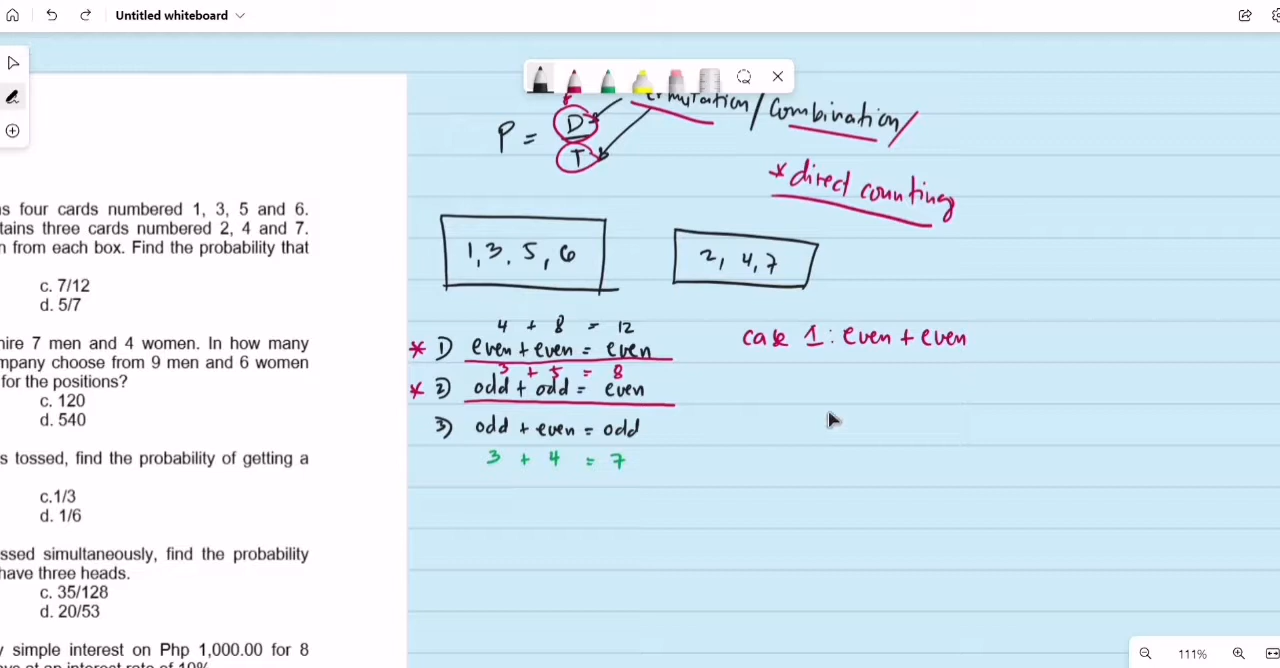 Untitled whiteboard
P = D / T
/ Combination/
* direct counting
s four cards numbered 1, 3, 5 and 6.
tains three cards numbered 2, 4 and 7.
n from each box. Find the probability that
c. 7/12
d. 5/7
1, 3, 5, 6
2, 4, 7
4 + 8 = 12
* 1) even + even = even
3 + 5 = 8
* 2) odd + odd = even
3) odd + even = odd
3 + 4 = 7
case 1: even + even
hire 7 men and 4 women. In how many
mpany choose from 9 men and 6 women
for the positions?
c. 120
d. 540
s tossed, find the probability of getting a
c.1/3
d. 1/6
ssed simultaneously, find the probability
have three heads.
c. 35/128
d. 20/53
y simple interest on Php 1,000.00 for 8
at an interest rate of 10%
111%